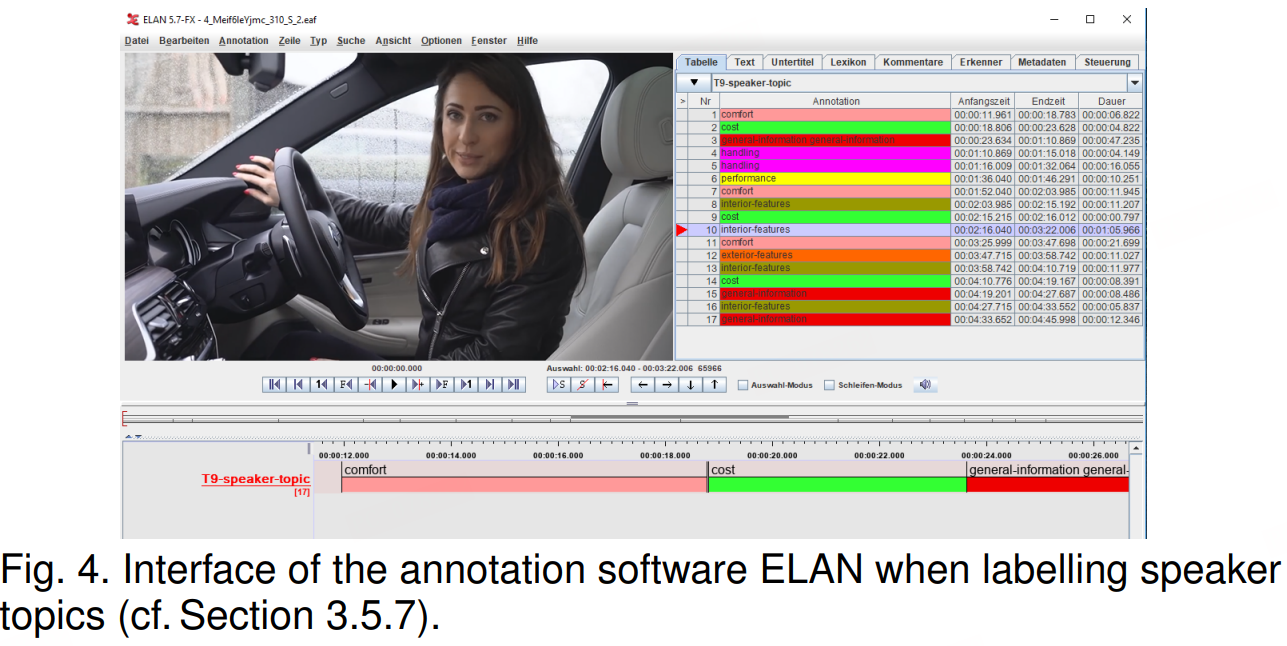 ELAN 5.7-FX - 4_Meif6leYjmc_310_S_2.eaf
Datei Bearbeiten Annotation Zeile Typ Suche Ansicht Optionen Fenster Hilfe
Tabelle Text Untertitel Lexikon Kommentare Erkenner Metadaten Steuerung
T9-speaker-topic
> Nr Annotation Anfangszeit Endzeit Dauer
1 comfort 00:00:11.961 00:00:18.783 00:00:06.822
2 cost 00:00:18.806 00:00:23.628 00:00:04.822
3 general-information general-information 00:00:23.634 00:01:10.869 00:00:47.235
4 handling 00:01:10.869 00:01:15.018 00:00:04.149
5 handling 00:01:16.009 00:01:32.064 00:00:16.055
6 performance 00:01:36.040 00:01:46.291 00:00:10.251
7 comfort 00:01:52.040 00:02:03.985 00:00:11.945
8 interior-features 00:02:03.985 00:02:15.192 00:00:11.207
9 cost 00:02:15.215 00:02:16.012 00:00:00.797
10 interior-features 00:02:16.040 00:03:22.006 00:01:05.966
11 comfort 00:03:25.999 00:03:47.698 00:00:21.699
12 exterior-features 00:03:47.715 00:03:58.742 00:00:11.027
13 interior-features 00:03:58.742 00:04:10.719 00:00:11.977
14 cost 00:04:10.776 00:04:19.167 00:00:08.391
15 general-information 00:04:19.201 00:04:27.687 00:00:08.486
16 interior-features 00:04:27.715 00:04:33.552 00:00:05.837
17 general-information 00:04:33.652 00:04:45.998 00:00:12.346
00:00:00.000
Auswahl: 00:02:16.040 - 00:03:22.006 65966
Auswahl-Modus Schleifen-Modus
00:00:12.000 00:00:14.000 00:00:16.000 00:00:18.000 00:00:20.000 00:00:22.000 00:00:24.000 00:00:26.000
comfort cost general-information general-
T9-speaker-topic
[17]
Fig. 4. Interface of the annotation software ELAN when labelling speaker
topics (cf. Section 3.5.7).